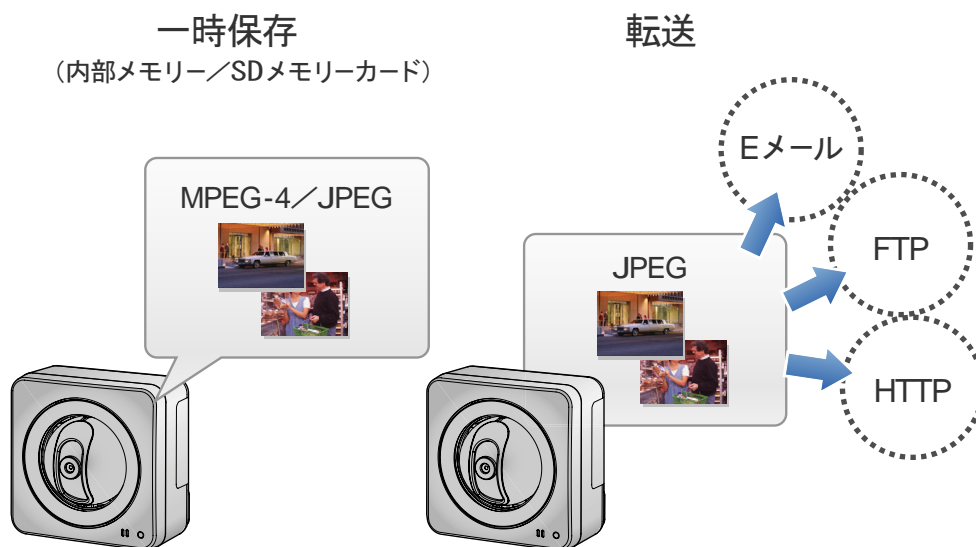 一時保存
（内部メモリー／SDメモリーカード）
MPEG-4／JPEG
転送
JPEG
Eメール
FTP
HTTP